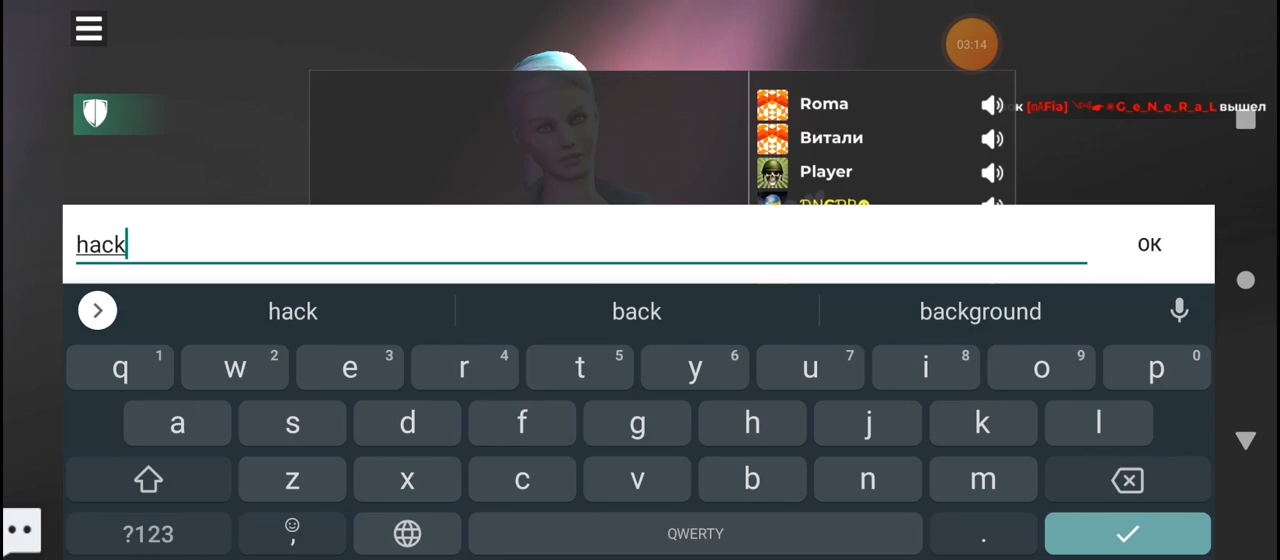 03:14
Roma
Витали
Player
к [mAFia] ༄☛✴G_e_N_e_R_a_L вышел
hack
ОК
hack
back
background
q 1 w 2 e 3 r 4 t 5 y 6 u 7 i 8 o 9 p 0
a s d f g h j k l
z x c v b n m
?123 , QWERTY .